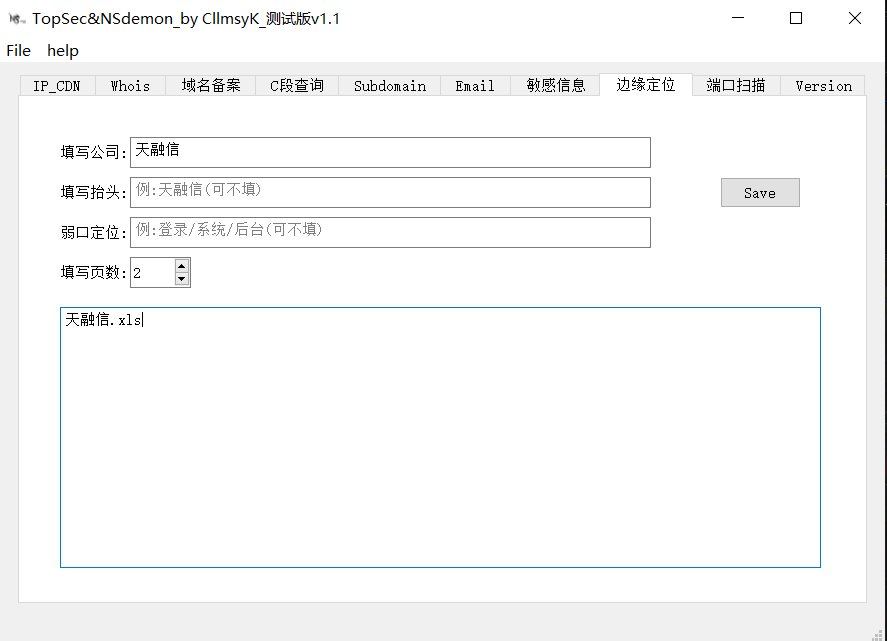 TopSec&NSdemon_by CllmsyK_测试版v1.1
File help
IP_CDN Whois 域名备案 C段查询 Subdomain Email 敏感信息 边缘定位 端口扫描 Version
填写公司: 天融信
填写抬头: 例:天融信(可不填)
Save
弱口定位: 例:登录/系统/后台(可不填)
填写页数: 2
天融信.xls